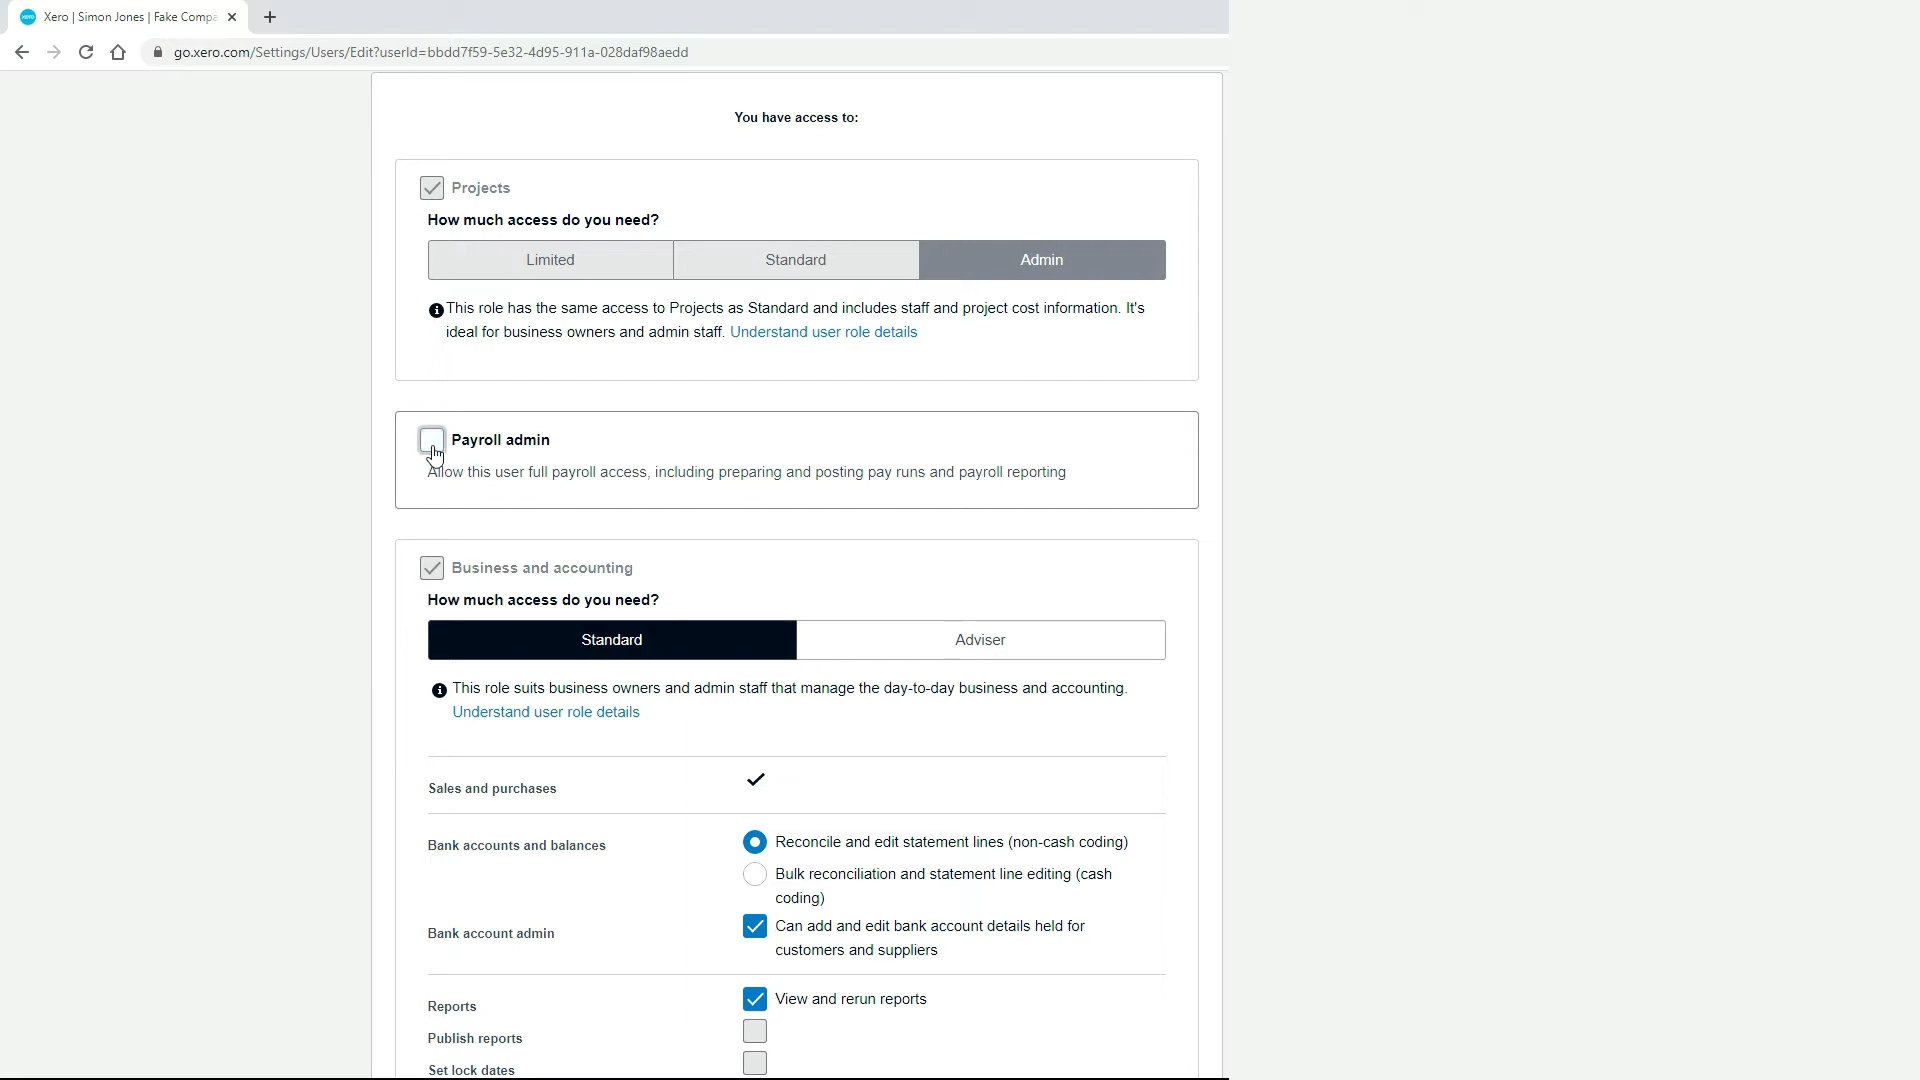 Xero | Simon Jones | Fake Compa
go.xero.com/Settings/Users/Edit?userId=bbdd7f59-5e32-4d95-911a-028daf98aedd
You have access to:
Projects
How much access do you need?
Limited
Standard
Admin
This role has the same access to Projects as Standard and includes staff and project cost information. It's
ideal for business owners and admin staff. Understand user role details
Payroll admin
Allow this user full payroll access, including preparing and posting pay runs and payroll reporting
Business and accounting
How much access do you need?
Standard
Adviser
This role suits business owners and admin staff that manage the day-to-day business and accounting.
Understand user role details
Sales and purchases
Bank accounts and balances
Reconcile and edit statement lines (non-cash coding)
Bulk reconciliation and statement line editing (cash
coding)
Bank account admin
Can add and edit bank account details held for
customers and suppliers
Reports
View and rerun reports
Publish reports
Set lock dates